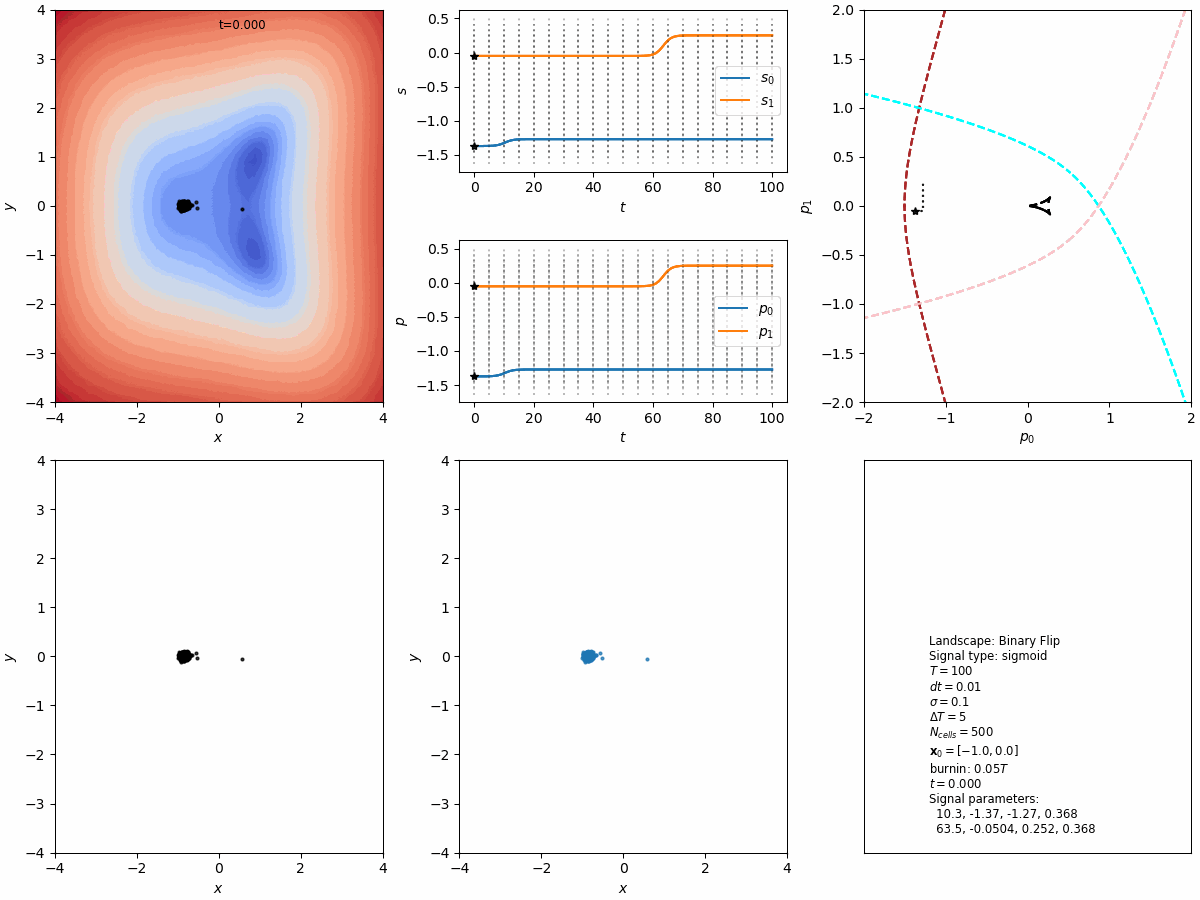 t=0.000
4
3
2
1
0
−1
−2
−3
−4
y
−4 −2 0 2 4
x
0.5
0.0
−0.5
−1.0
−1.5
s
s₀
s₁
0 20 40 60 80 100
t
0.5
0.0
−0.5
−1.0
−1.5
p
p₀
p₁
0 20 40 60 80 100
t
2.0
1.5
1.0
0.5
0.0
−0.5
−1.0
−1.5
−2.0
p₁
−2 −1 0 1 2
p₀
4
3
2
1
0
−1
−2
−3
−4
y
−4 −2 0 2 4
x
4
3
2
1
0
−1
−2
−3
−4
y
−4 −2 0 2 4
x
Landscape: Binary Flip
Signal type: sigmoid
T = 100
dt = 0.01
σ = 0.1
ΔT = 5
N_cells = 500
x₀ = [−1.0, 0.0]
burnin: 0.05T
t = 0.000
Signal parameters:
10.3, -1.37, -1.27, 0.368
63.5, -0.0504, 0.252, 0.368